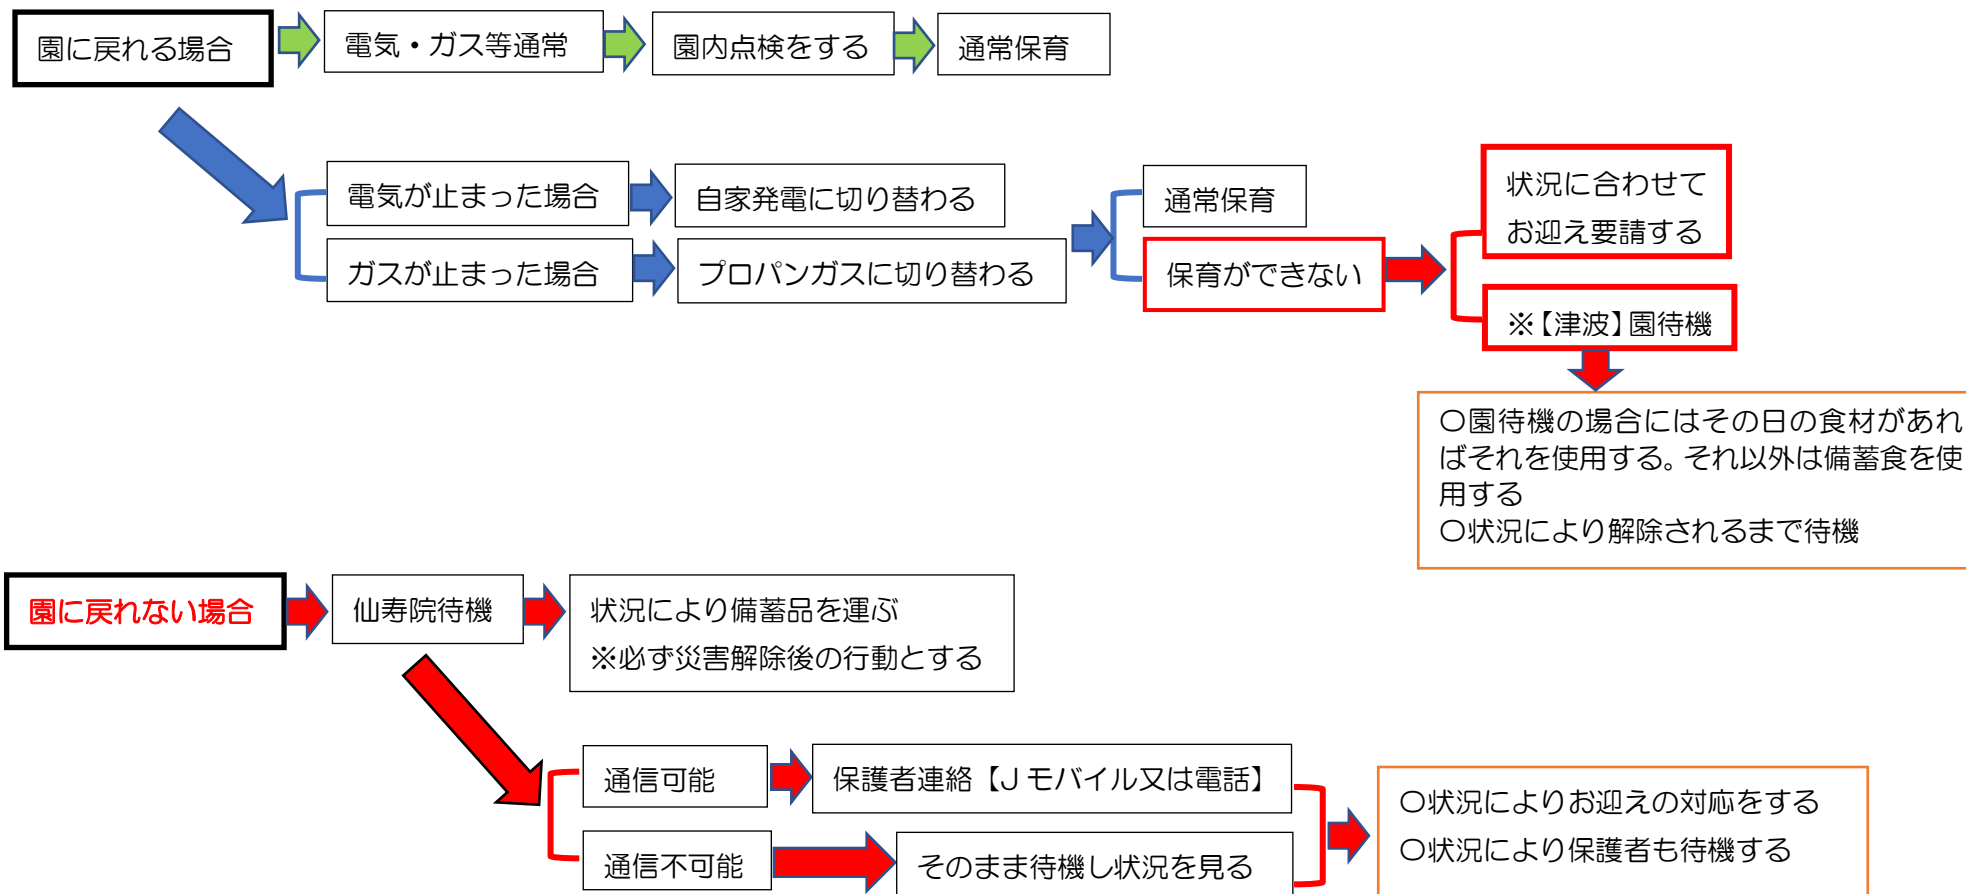 園に戻れる場合
電気・ガス等通常
園内点検をする
通常保育
電気が止まった場合
自家発電に切り替わる
ガスが止まった場合
プロパンガスに切り替わる
通常保育
保育ができない
状況に合わせて
お迎え要請する
※【津波】園待機
〇園待機の場合にはその日の食材があれ
ばそれを使用する。それ以外は備蓄食を使
用する
〇状況により解除されるまで待機
園に戻れない場合
仙寿院待機
状況により備蓄品を運ぶ
※必ず災害解除後の行動とする
通信可能
保護者連絡【Jモバイル又は電話】
通信不可能
そのまま待機し状況を見る
〇状況によりお迎えの対応をする
〇状況により保護者も待機する